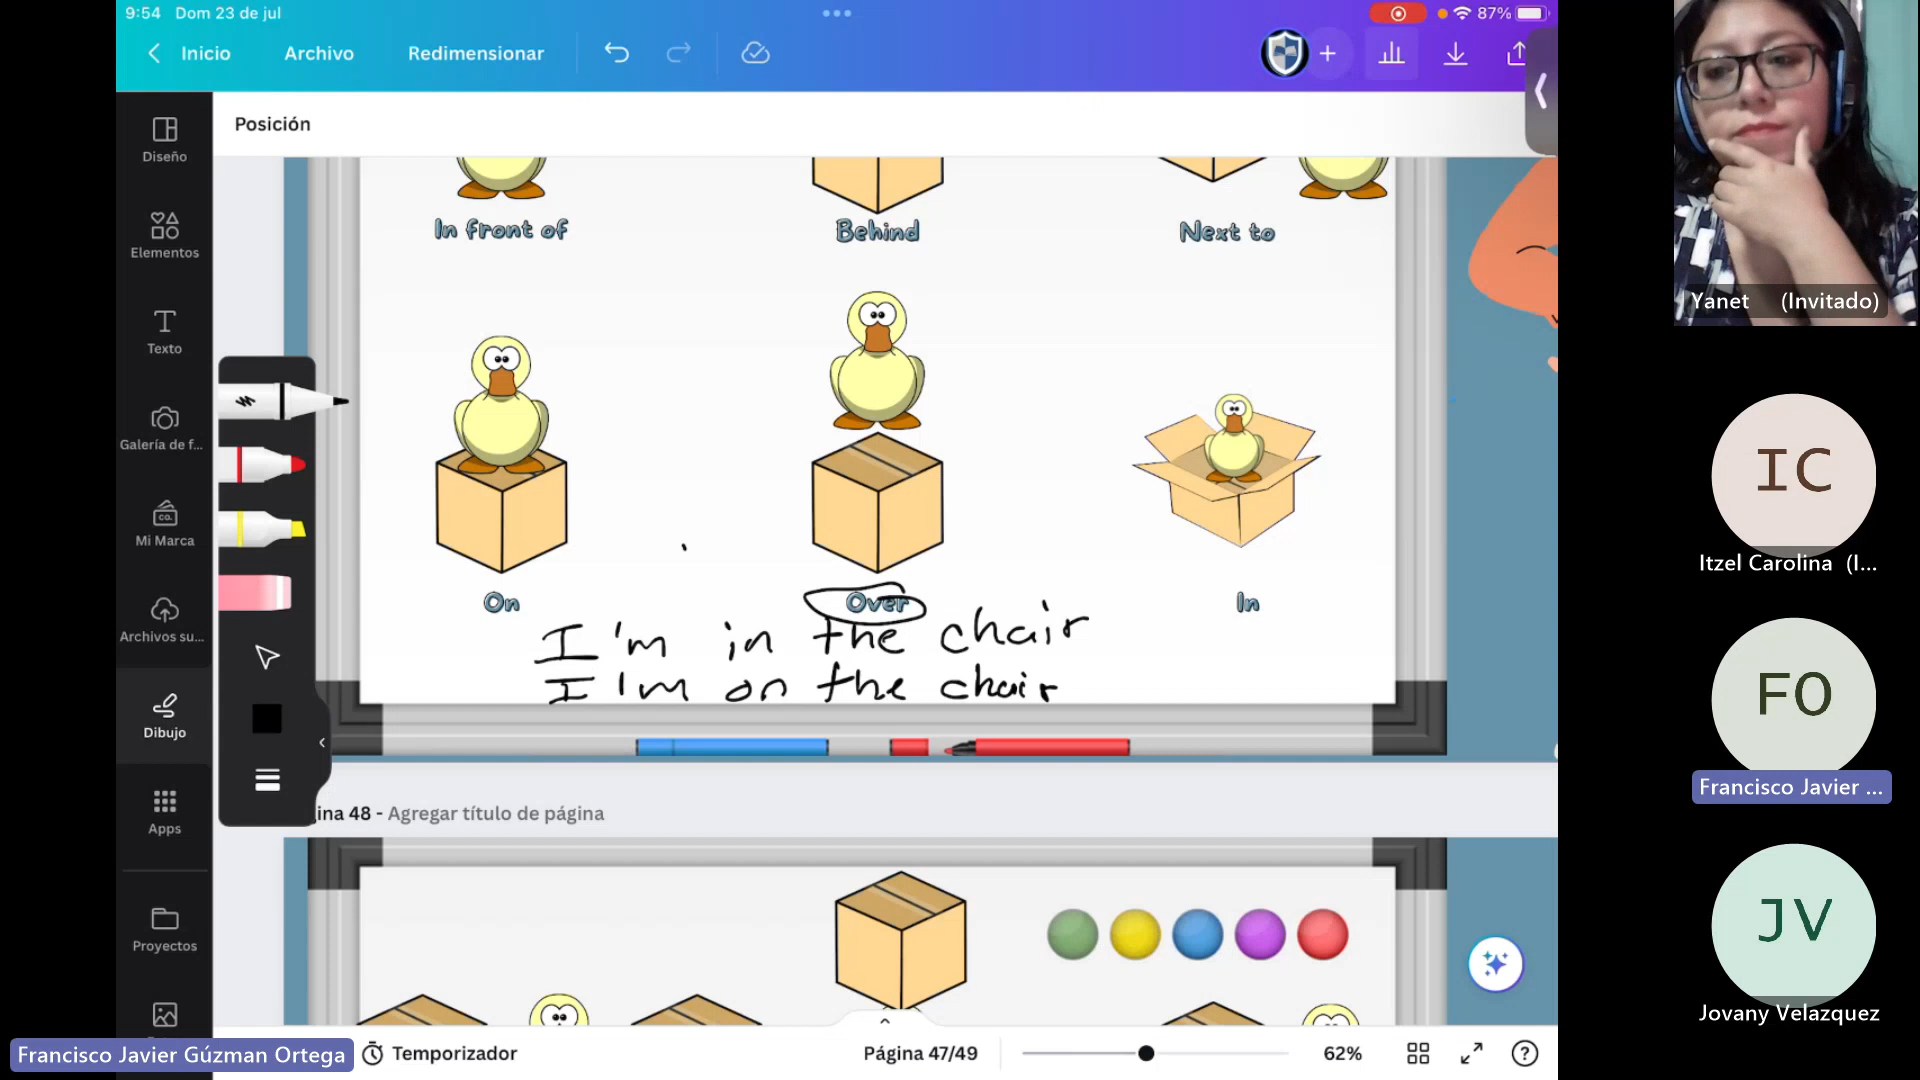 9:54 Dom 23 de jul
87%
Inicio Archivo Redimensionar
Posición
Diseño
Elementos
Texto
Galería de f...
Mi Marca
Archivos su...
Dibujo
Apps
Proyectos
In front of Behind Next to
On Over In
I'm in the chair
I'm on the chair
ina 48 - Agregar título de página
Francisco Javier Gúzman Ortega
Temporizador
Página 47/49
62%
Yanet (Invitado)
IC
Itzel Carolina (I...
FO
Francisco Javier ...
JV
Jovany Velazquez